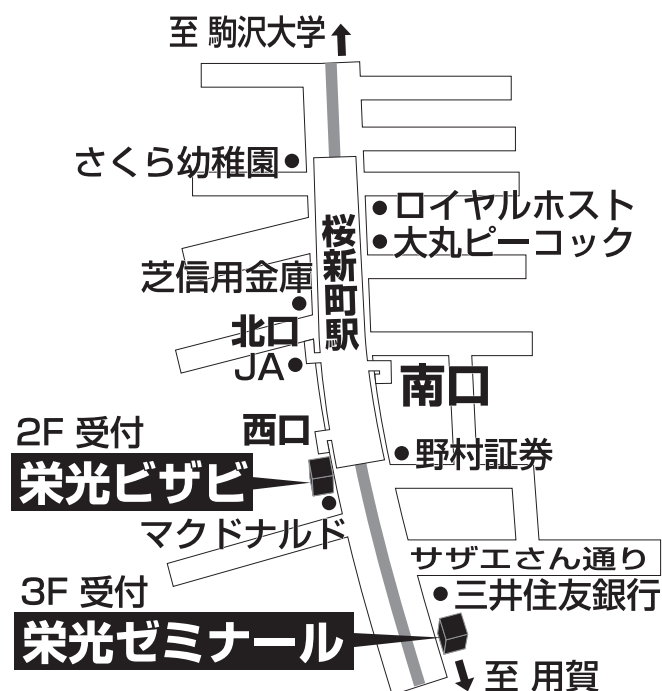 至 駒沢大学
さくら幼稚園
ロイヤルホスト
大丸ピーコック
桜新町駅
芝信用金庫
北口
JA
南口
西口
野村証券
2F 受付
栄光ビザビ
マクドナルド
サザエさん通り
3F 受付
三井住友銀行
栄光ゼミナール
至 用賀